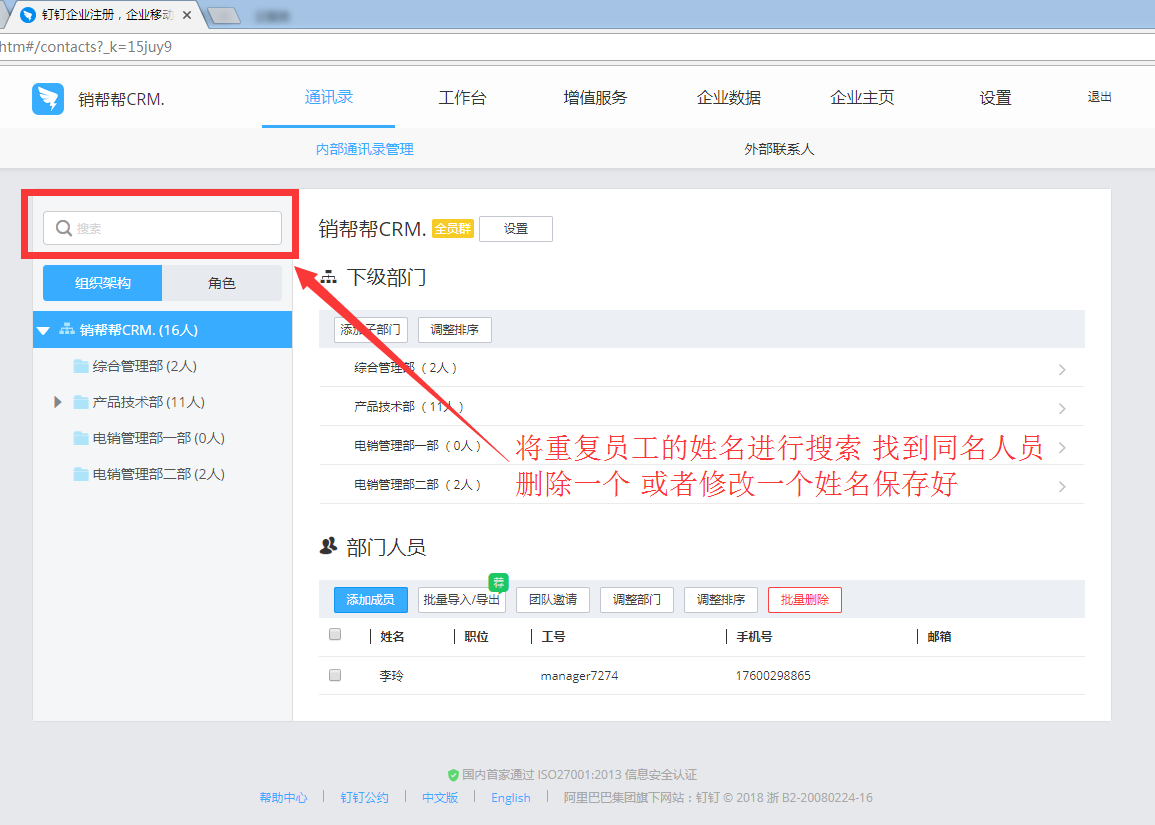 钉钉企业注册，企业移动
htm#/contacts?_k=15juy9
销帮帮CRM.
通讯录 工作台 增值服务 企业数据 企业主页 设置 退出
内部通讯录管理 外部联系人
搜索
组织架构 角色
销帮帮CRM. (16人)
综合管理部 (2人)
产品技术部 (11人)
电销管理部一部 (0人)
电销管理部二部 (2人)
销帮帮CRM. 全员群 设置
下级部门
添加子部门 调整排序
综合管理部（2人）
产品技术部（11人）
电销管理部一部（0人）
电销管理部二部（2人）
将重复员工的姓名进行搜索 找到同名人员
删除一个 或者修改一个姓名保存好
部门人员
荐
添加成员 批量导入/导出 团队邀请 调整部门 调整排序 批量删除
姓名 职位 工号 手机号 邮箱
李玲 manager7274 17600298865
国内首家通过 ISO27001:2013 信息安全认证
帮助中心 钉钉公约 中文版 English 阿里巴巴集团旗下网站：钉钉 © 2018 浙 B2-20080224-16